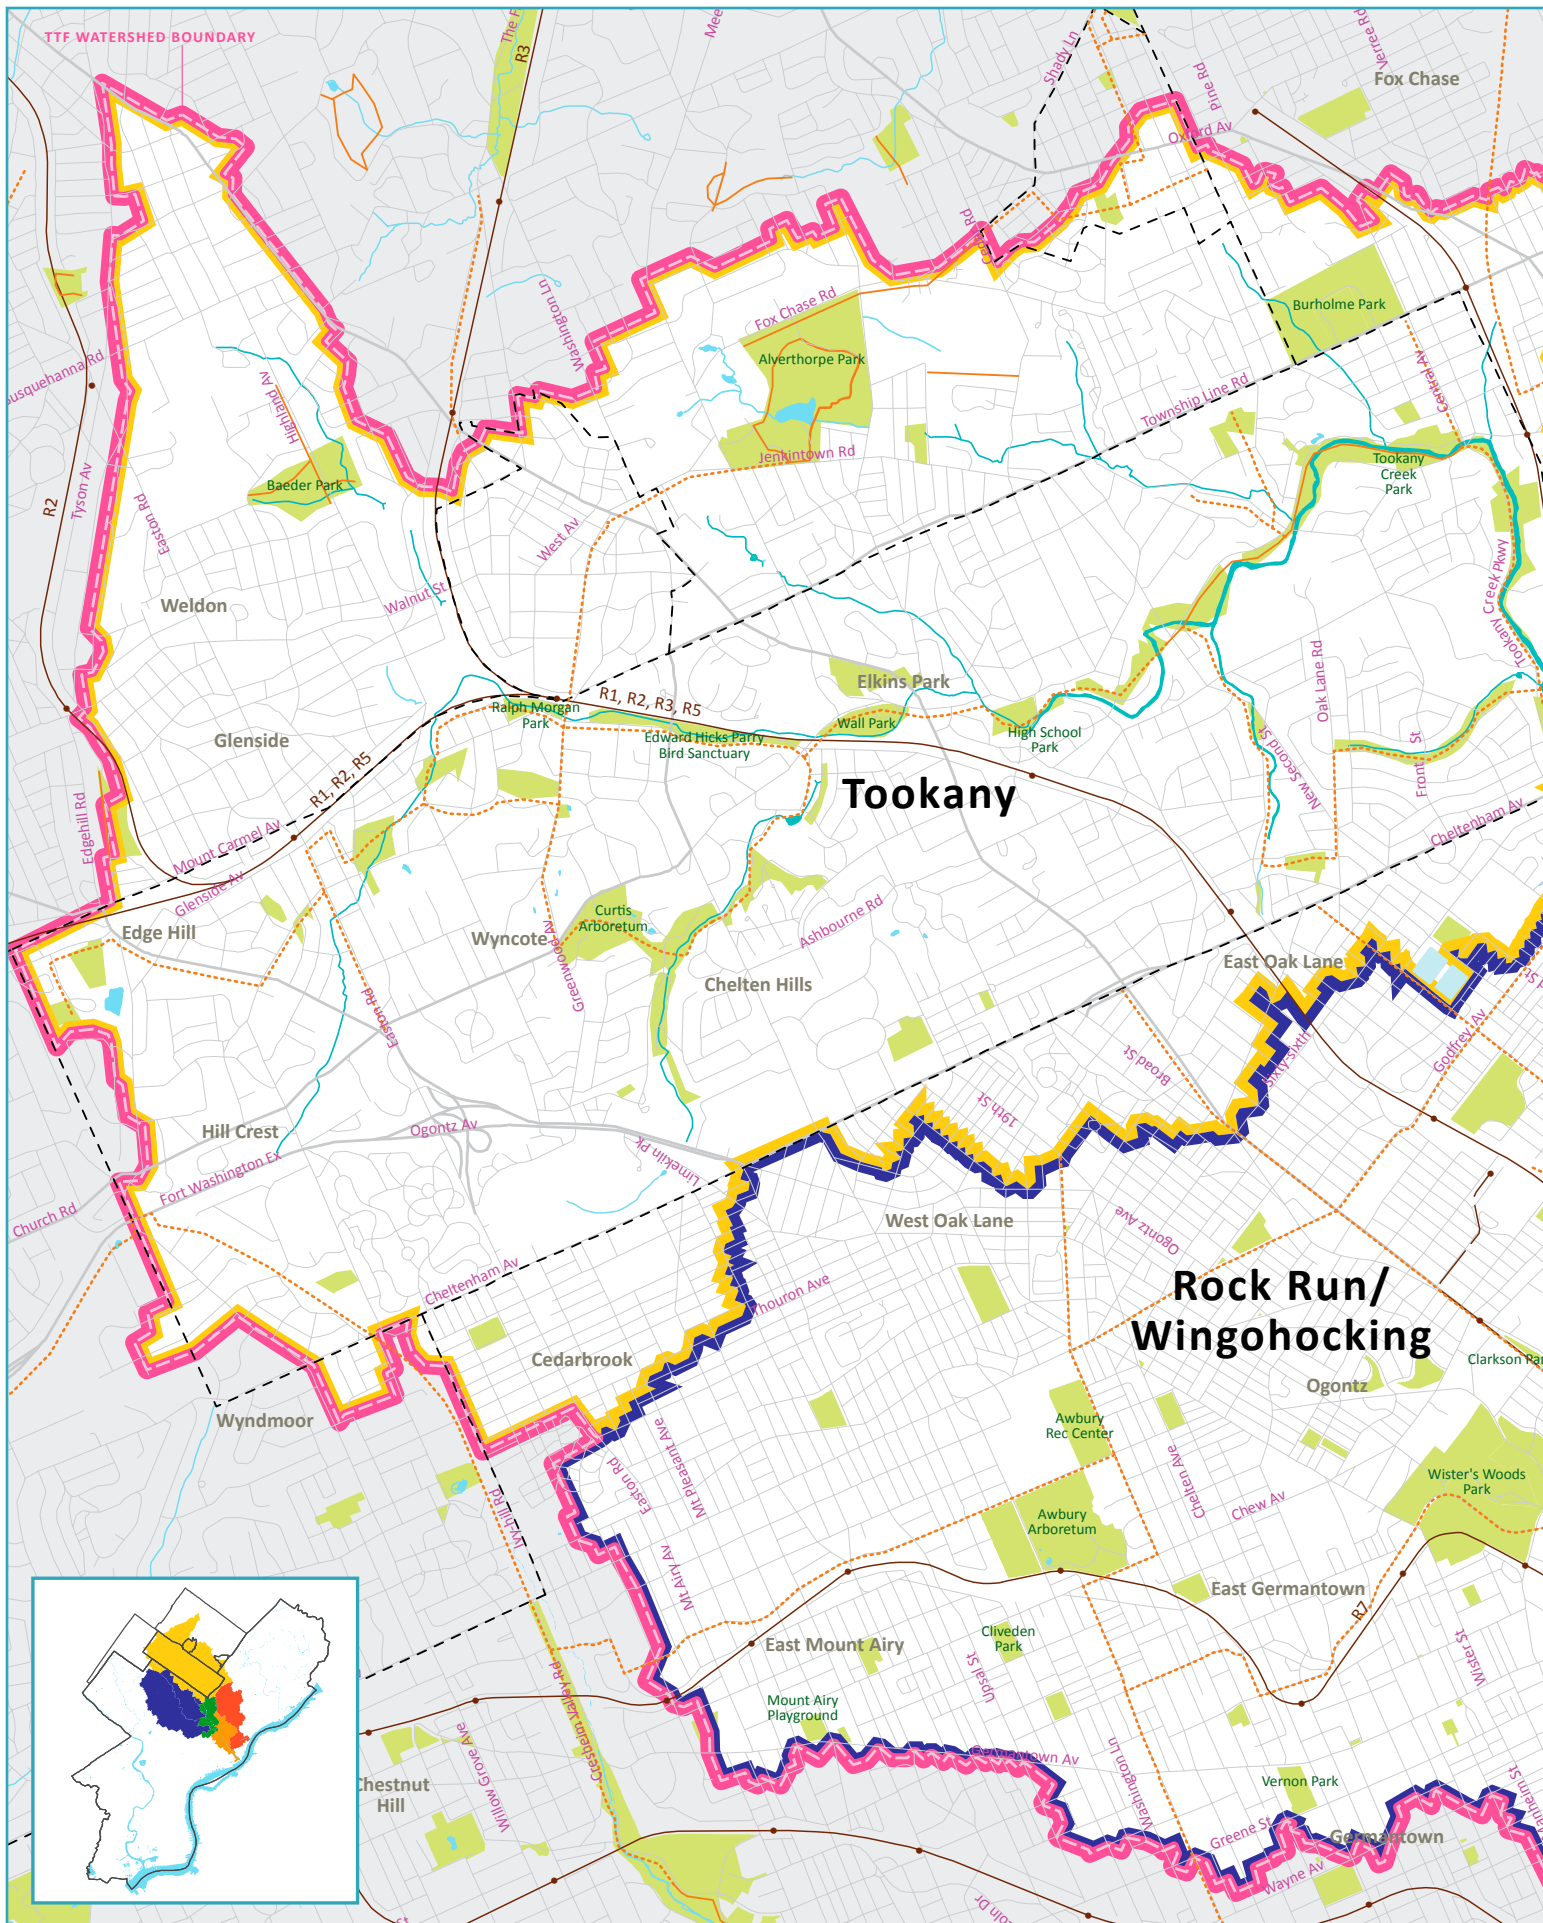 TTF WATERSHED BOUNDARY
R3
Shady Ln
Pine Rd
Verree Rd
Fox Chase
Oxford Av
Washington Ln
Fox Chase Rd
Burholme Park
Alverthorpe Park
Susquehanna Rd
Highland Av
Central Av
Township Line Rd
Jenkintown Rd
Tookany
Creek
Park
Baeder Park
Tyson Av
R2
Easton Rd
West Av
Walnut St
Weldon
Tookany Creek Pkwy
Oak Lane Rd
Elkins Park
R1, R2, R3, R5
Ralph Morgan
Park
Wall Park
Edward Hicks Parry
Bird Sanctuary
High School
Park
Glenside
R1, R2, R5
New Second St
Front St
Tookany
Cheltenham Av
Edgehill Rd
Mount Carmel Av
Glenside Av
Edge Hill
Curtis
Arboretum
Wyncote
Greenwood Av
Ashbourne Rd
Chelten Hills
East Oak Lane
Easton Rd
Godfrey Av
Broad St
Sixty-sixth
19th St
Hill Crest
Ogontz Av
Limekiln Pk
Fort Washington Ex
Church Rd
West Oak Lane
Ogontz Ave
Cheltenham Av
Thouron Ave
Rock Run/
Wingohocking
Cedarbrook
Clarkson Par
Ogontz
Wyndmoor
Awbury
Rec Center
Mt Pleasant Ave
Easton Rd
Chelten Ave
Wister's Woods
Park
Ivy-hill Rd
Chew Av
Awbury
Arboretum
Mt Airy Av
East Germantown
R7
Cliveden
Park
East Mount Airy
Upsal St
Wister St
Cresheim Valley Rd
Mount Airy
Playground
Willow Grove Ave
Germantown Av
Washington Ln
Chestnut
Hill
Vernon Park
Greene St
Germantown
Wayne Av